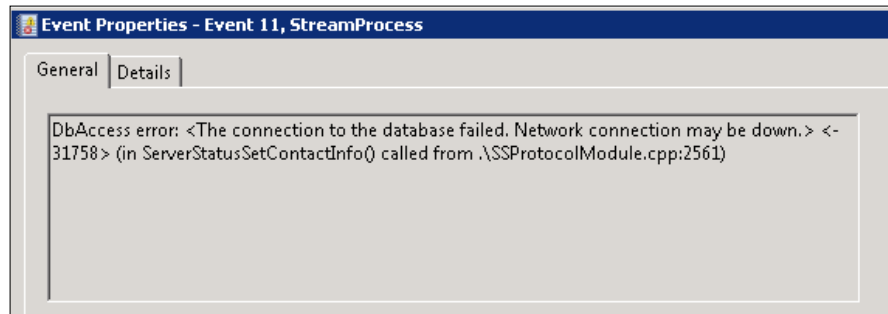 Event Properties - Event 11, StreamProcess
General Details
DbAccess error: <The connection to the database failed. Network connection may be down.> <-
31758> (in ServerStatusSetContactInfo() called from .\SSProtocolModule.cpp:2561)